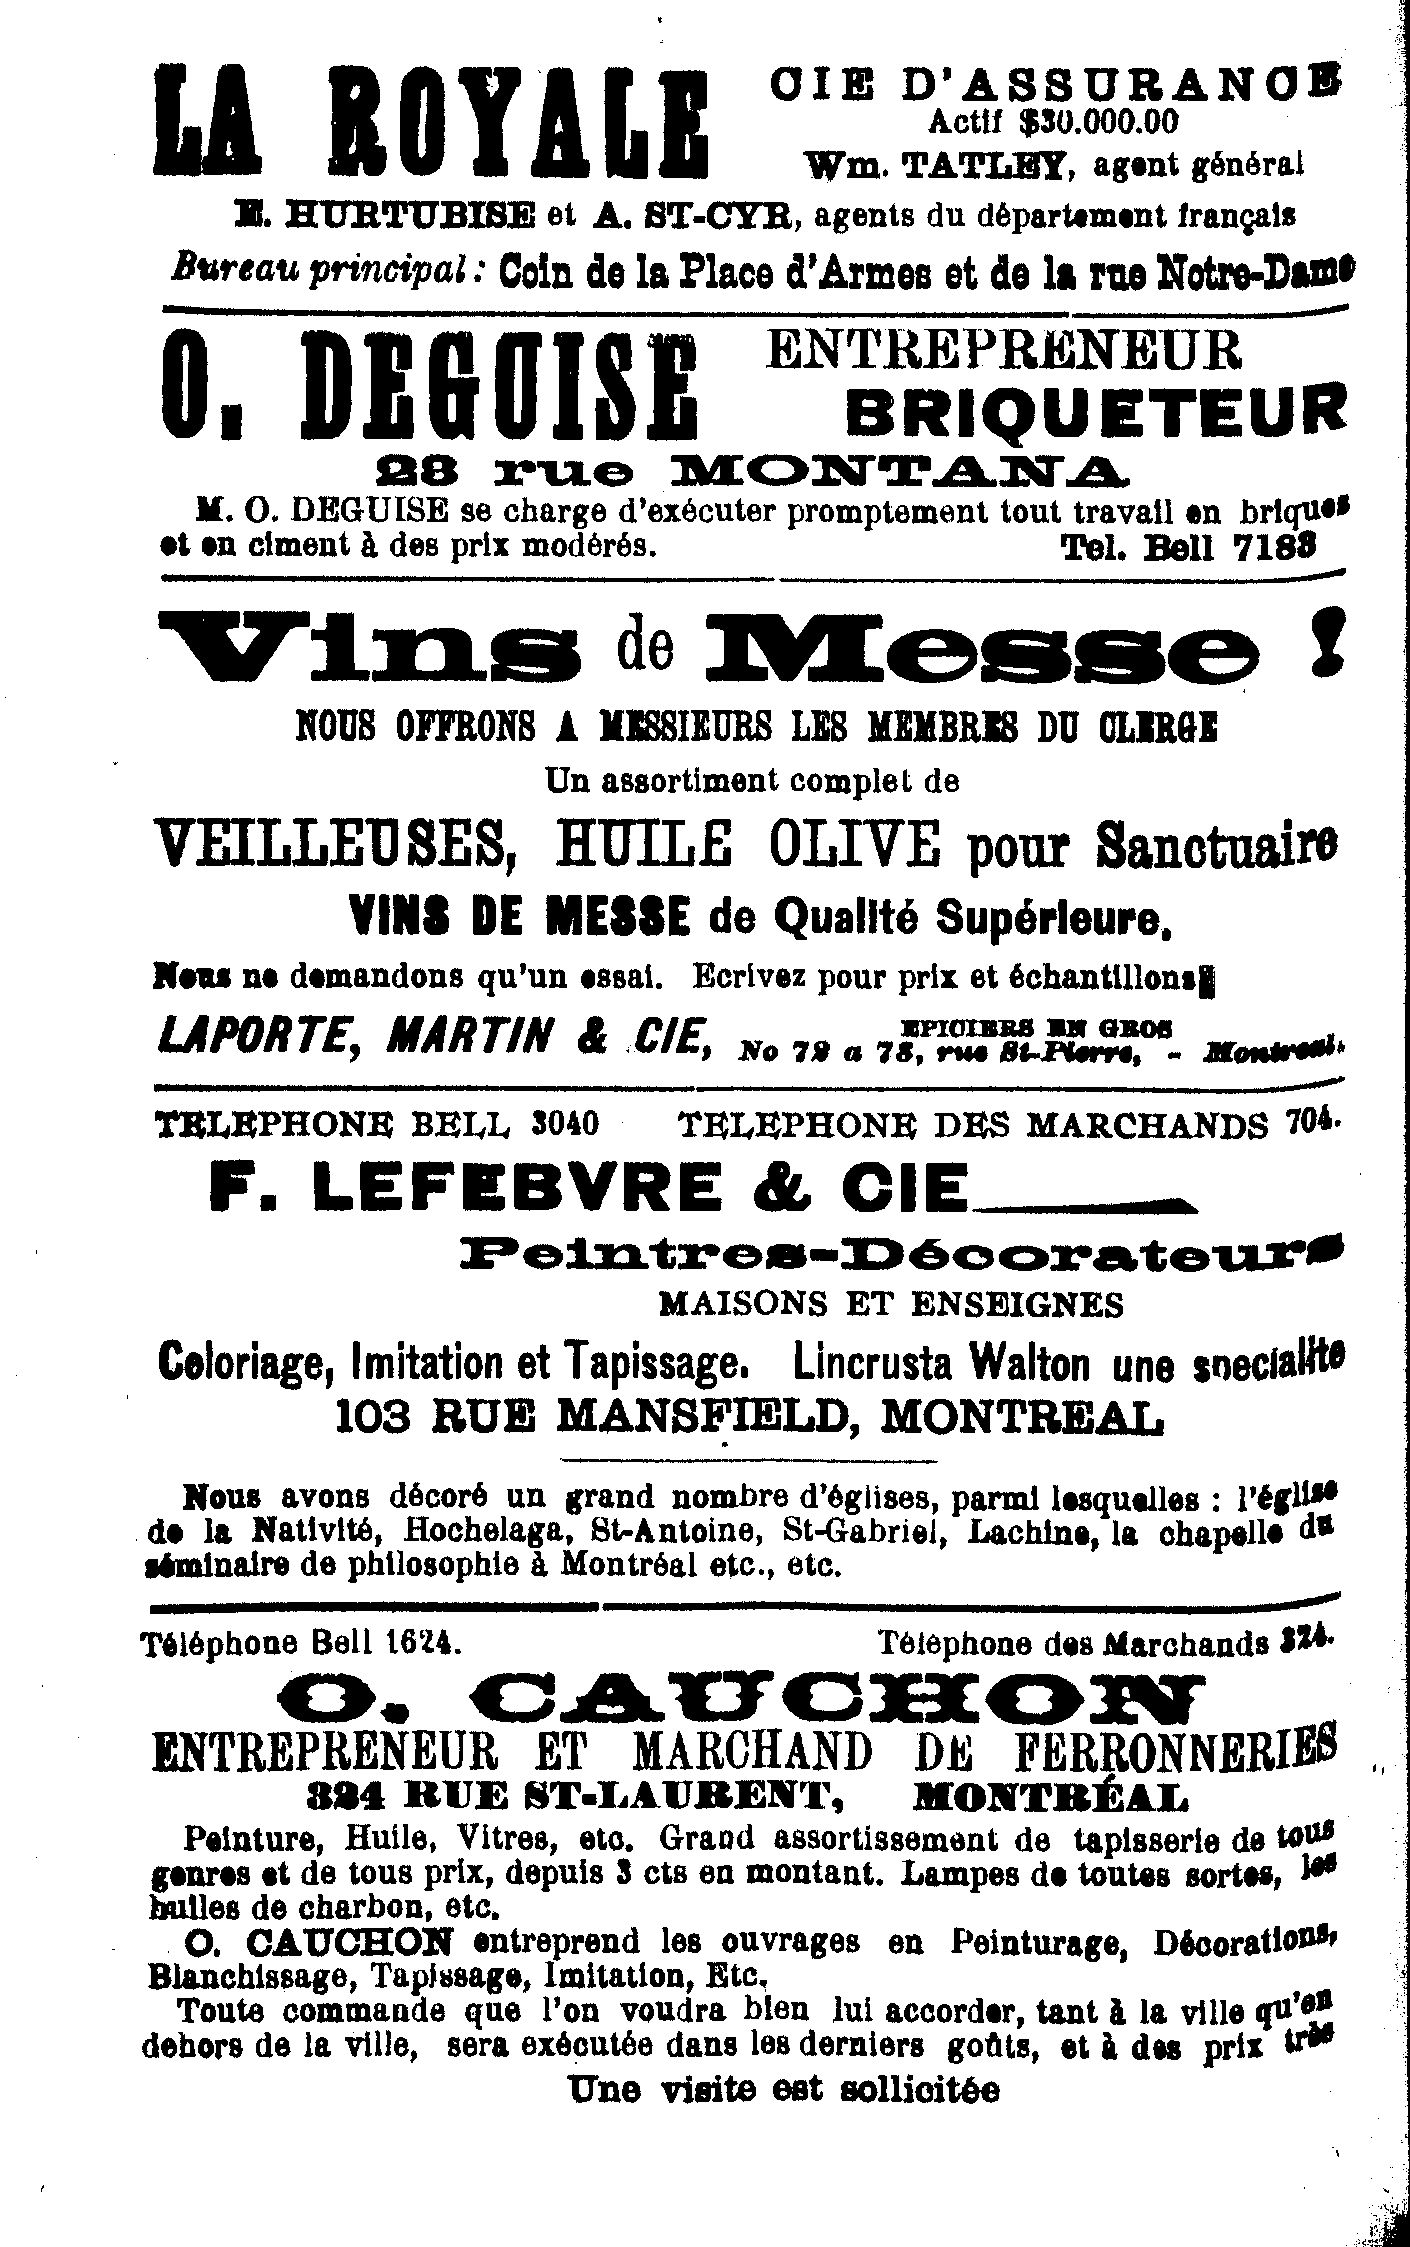 LA ROYALE CIE D'ASSURANCE
Actif $30.000.00
Wm. TATLEY, agent général
E. HURTUBISE et A. ST-CYR, agents du département français
Bureau principal : Coin de la Place d'Armes et de la rue Notre-Dame
O. DEGUISE ENTREPRENEUR
BRIQUETEUR
28 rue MONTANA
M. O. DEGUISE se charge d'exécuter promptement tout travail en briques
et en ciment à des prix modérés. Tel. Bell 7183
Vins de Messe !
NOUS OFFRONS A MESSIEURS LES MEMBRES DU CLERGE
Un assortiment complet de
VEILLEUSES, HUILE OLIVE pour Sanctuaire
VINS DE MESSE de Qualité Supérieure.
Nous ne demandons qu'un essai. Ecrivez pour prix et échantillons
LAPORTE, MARTIN & CIE, EPICIERS EN GROS
No 72 a 78, rue St-Pierre, - Montreal.
TELEPHONE BELL 3040 TELEPHONE DES MARCHANDS 704.
F. LEFEBVRE & CIE
Peintres-Décorateurs
MAISONS ET ENSEIGNES
Coloriage, Imitation et Tapissage. Lincrusta Walton une specialite
103 RUE MANSFIELD, MONTREAL
Nous avons décoré un grand nombre d'églises, parmi lesquelles : l'église
de la Nativité, Hochelaga, St-Antoine, St-Gabriel, Lachine, la chapelle du
séminaire de philosophie à Montréal etc., etc.
Téléphone Bell 1624. Téléphone des Marchands 324.
O. CAUCHON
ENTREPRENEUR ET MARCHAND DE FERRONNERIES
324 RUE ST-LAURENT, MONTRÉAL
Peinture, Huile, Vitres, etc. Grand assortissement de tapisserie de tous
genres et de tous prix, depuis 3 cts en montant. Lampes de toutes sortes, les
huiles de charbon, etc.
O. CAUCHON entreprend les ouvrages en Peinturage, Décorations,
Blanchissage, Tapissage, Imitation, Etc.
Toute commande que l'on voudra bien lui accorder, tant à la ville qu'en
dehors de la ville, sera exécutée dans les derniers goûts, et à des prix très
Une visite est sollicitée